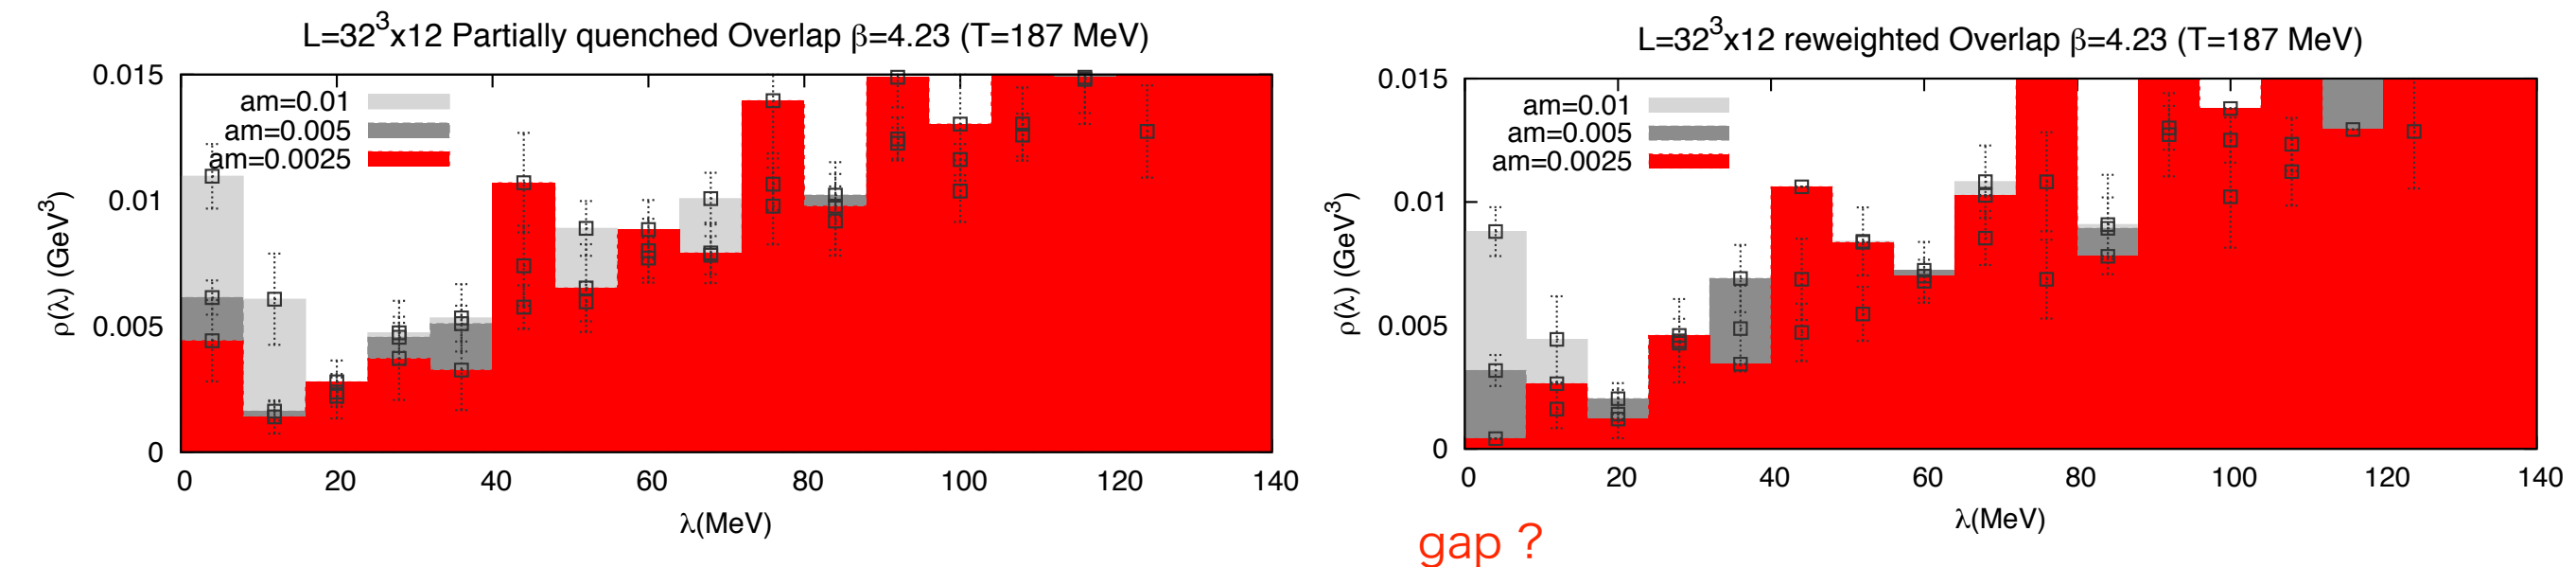 L=32³x12 Partially quenched Overlap β=4.23 (T=187 MeV)
am=0.01
am=0.005
am=0.0025
0.015
0.01
0.005
0
ρ(λ) (GeV³)
0 20 40 60 80 100 120 140
λ(MeV)
L=32³x12 reweighted Overlap β=4.23 (T=187 MeV)
am=0.01
am=0.005
am=0.0025
0.015
0.01
0.005
0
ρ(λ) (GeV³)
0 20 40 60 80 100 120 140
λ(MeV)
gap ?